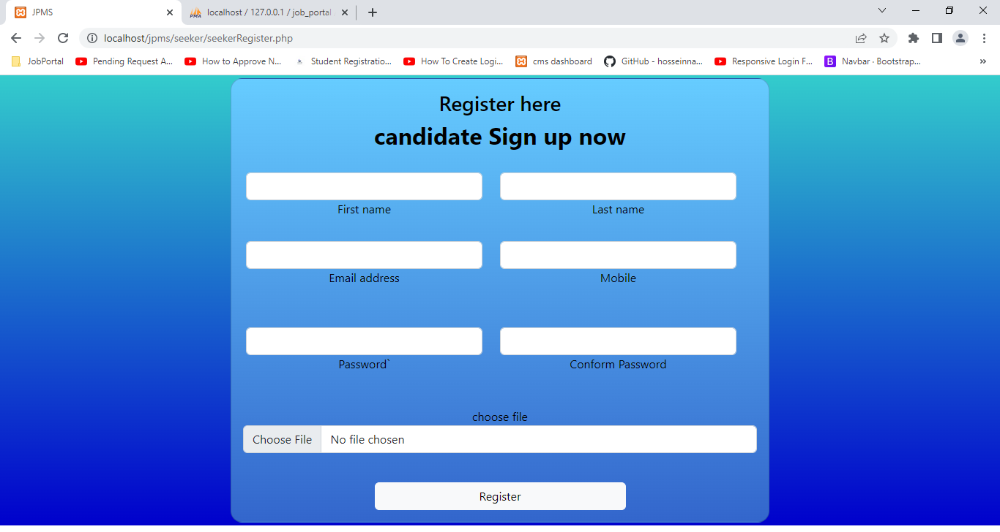 JPMS
localhost / 127.0.0.1 / job_portal
localhost/jpms/seeker/seekerRegister.php
JobPortal Pending Request A... How to Approve N... Student Registratio... How To Create Logi... cms dashboard GitHub - hosseinna... Responsive Login F... B Navbar · Bootstrap... »
Register here
candidate Sign up now
First name Last name
Email address Mobile
Password` Conform Password
choose file
Choose File No file chosen
Register